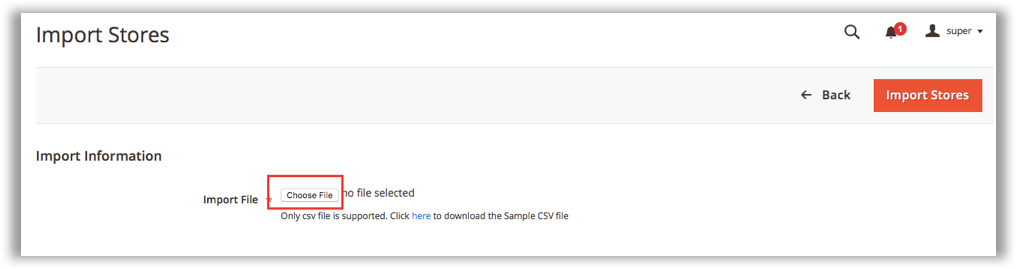 Import Stores
1
super
Back
Import Stores
Import Information
Import File *
Choose File no file selected
Only csv file is supported. Click here to download the Sample CSV file